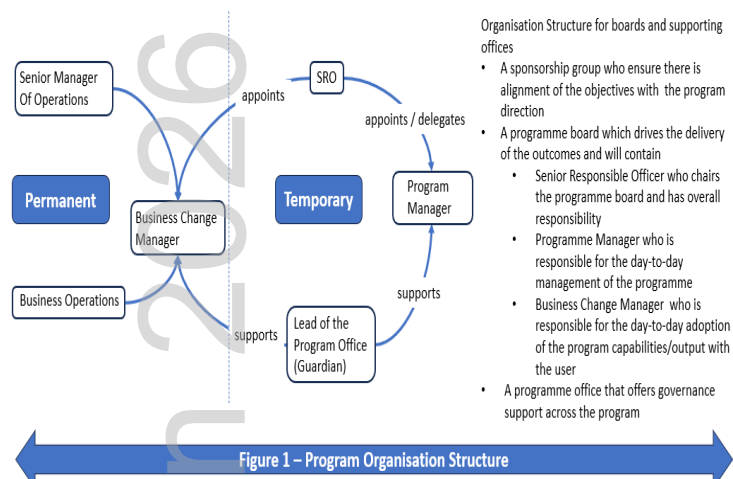 Organisation Structure for boards and supporting
offices
• A sponsorship group who ensure there is
alignment of the objectives with the program
direction
• A programme board which drives the delivery
of the outcomes and will contain
• Senior Responsible Officer who chairs
the programme board and has overall
responsibility
• Programme Manager who is
responsible for the day-to-day
management of the programme
• Business Change Manager who is
responsible for the day-to-day adoption
of the program capabilities/output with
the user
• A programme office that offers governance
support across the program
Senior Manager
Of Operations
SRO
appoints
appoints / delegates
Permanent
Temporary
Program
Manager
Business Change
Manager
Business Operations
supports
supports
Lead of the
Program Office
(Guardian)
Figure 1 – Program Organisation Structure
n 2026